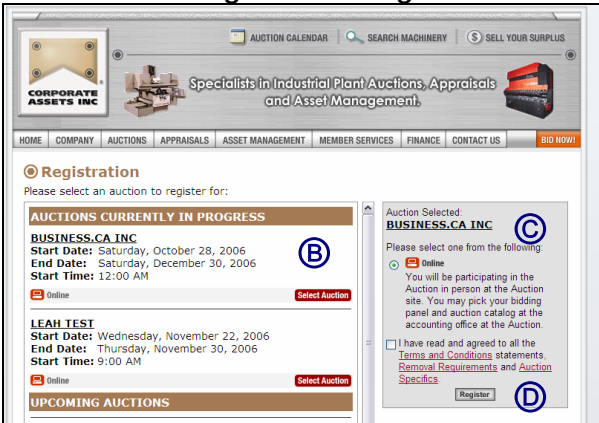 AUCTION CALENDAR
SEARCH MACHINERY
SELL YOUR SURPLUS
CORPORATE
ASSETS INC
Specialists in Industrial Plant Auctions, Appraisals
and Asset Management.
HOME COMPANY AUCTIONS APPRAISALS ASSET MANAGEMENT MEMBER SERVICES FINANCE CONTACT US BID NOW!
Registration
Please select an auction to register for:
AUCTIONS CURRENTLY IN PROGRESS
BUSINESS.CA INC
Start Date: Saturday, October 28, 2006
End Date: Saturday, December 30, 2006
Start Time: 12:00 AM
B
Online
Select Auction
LEAH TEST
Start Date: Wednesday, November 22, 2006
End Date: Thursday, November 30, 2006
Start Time: 9:00 AM
Online
Select Auction
UPCOMING AUCTIONS
Auction Selected:
BUSINESS.CA INC
C
Please select one from the following:
Online
You will be participating in the
Auction in person at the Auction
site. You may pick your bidding
panel and auction catalog at the
accounting office at the Auction.
I have read and agreed to all the
Terms and Conditions statements,
Removal Requirements and Auction
Specifics.
Register
D